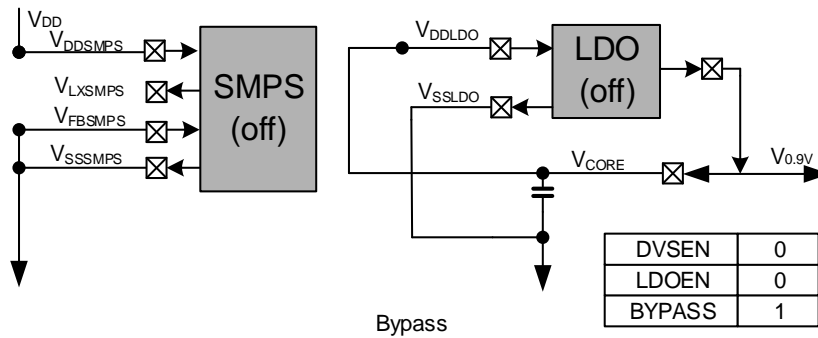 VDD
VDDSMPS
VLXSMPS
VFBSMPS
VSSSMPS
SMPS
(off)
VDDLDO
VSSLDO
LDO
(off)
VCORE
V0.9V
DVSEN 0
LDOEN 0
BYPASS 1
Bypass